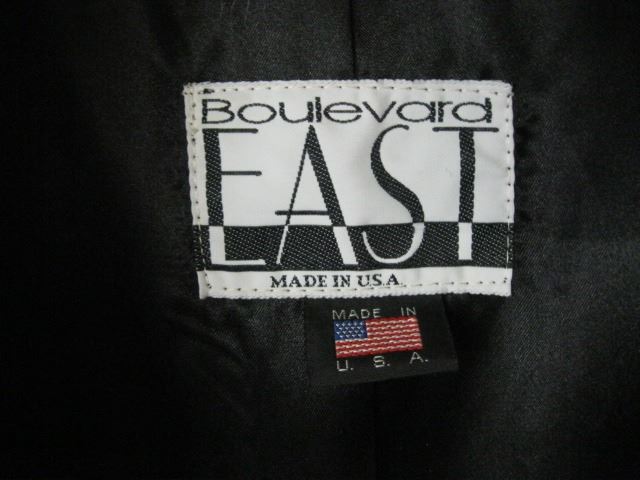 Boulevard
EAST
MADE IN U.S.A.
MADE IN
U. S. A.